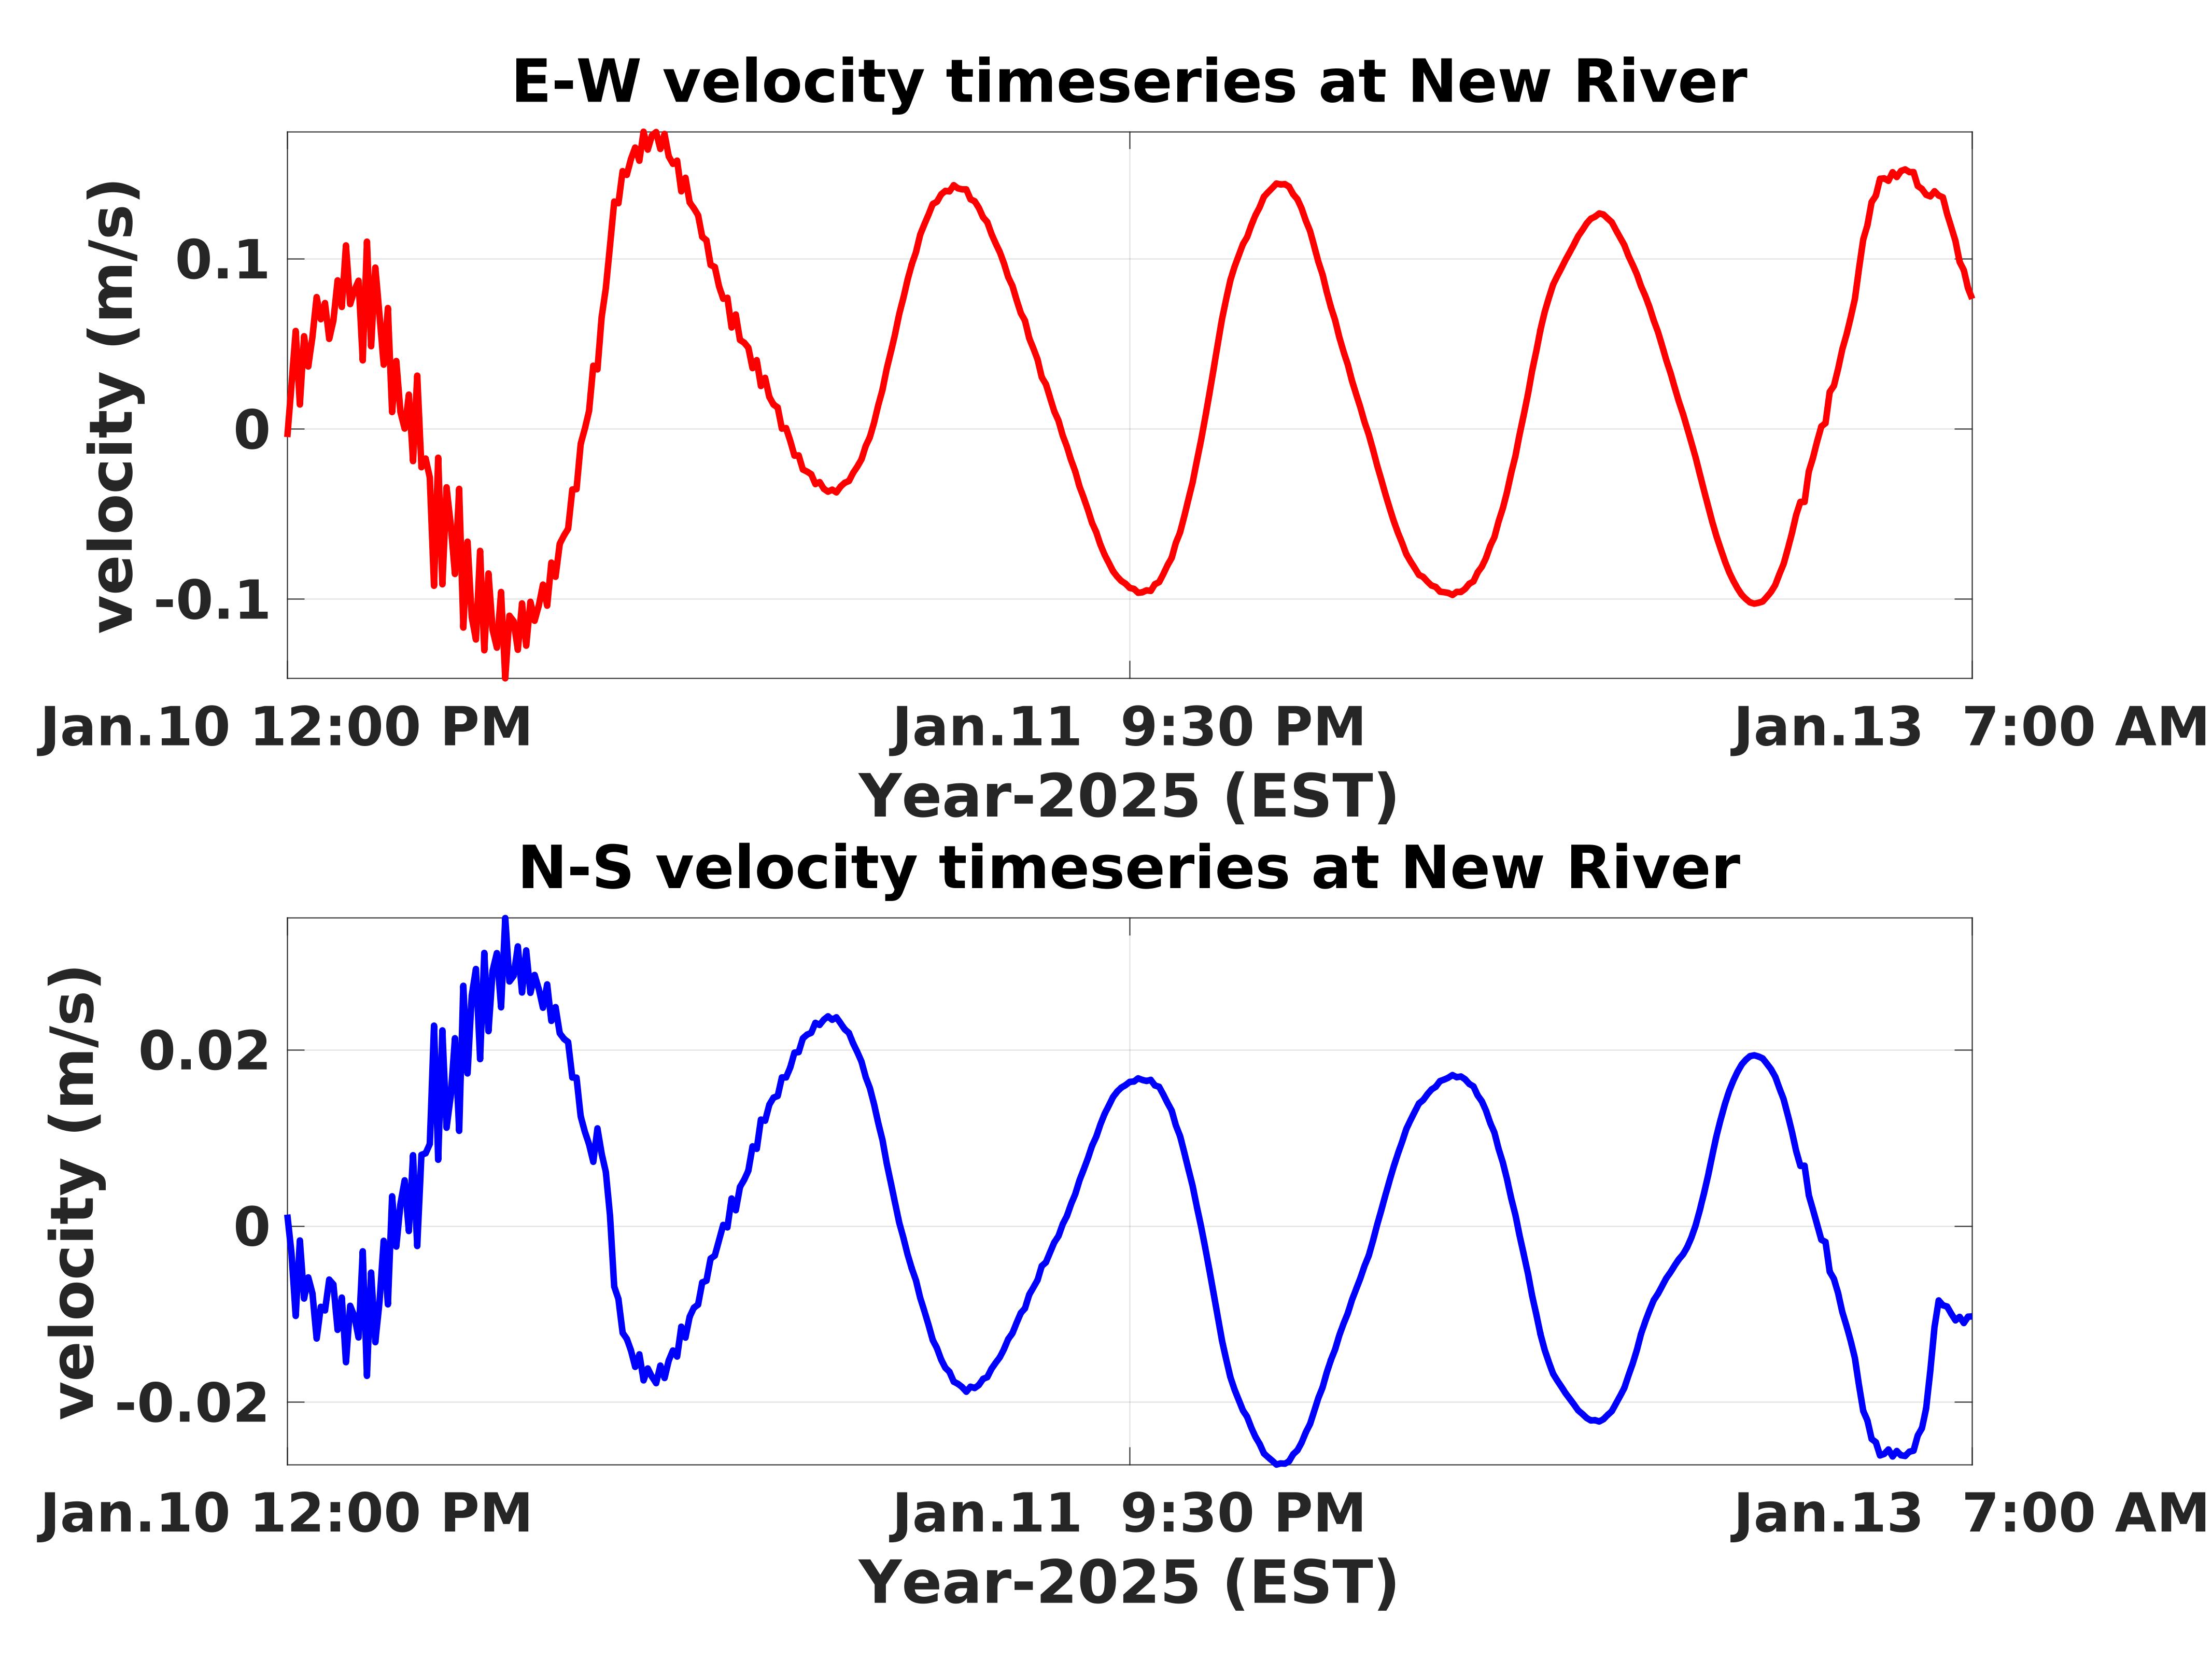 E-W velocity timeseries at New River
velocity (m/s)
0.1
0
-0.1
Jan.10 12:00 PM
Jan.11  9:30 PM
Jan.13  7:00 AM
Year-2025 (EST)
N-S velocity timeseries at New River
velocity (m/s)
0.02
0
-0.02
Jan.10 12:00 PM
Jan.11  9:30 PM
Jan.13  7:00 AM
Year-2025 (EST)